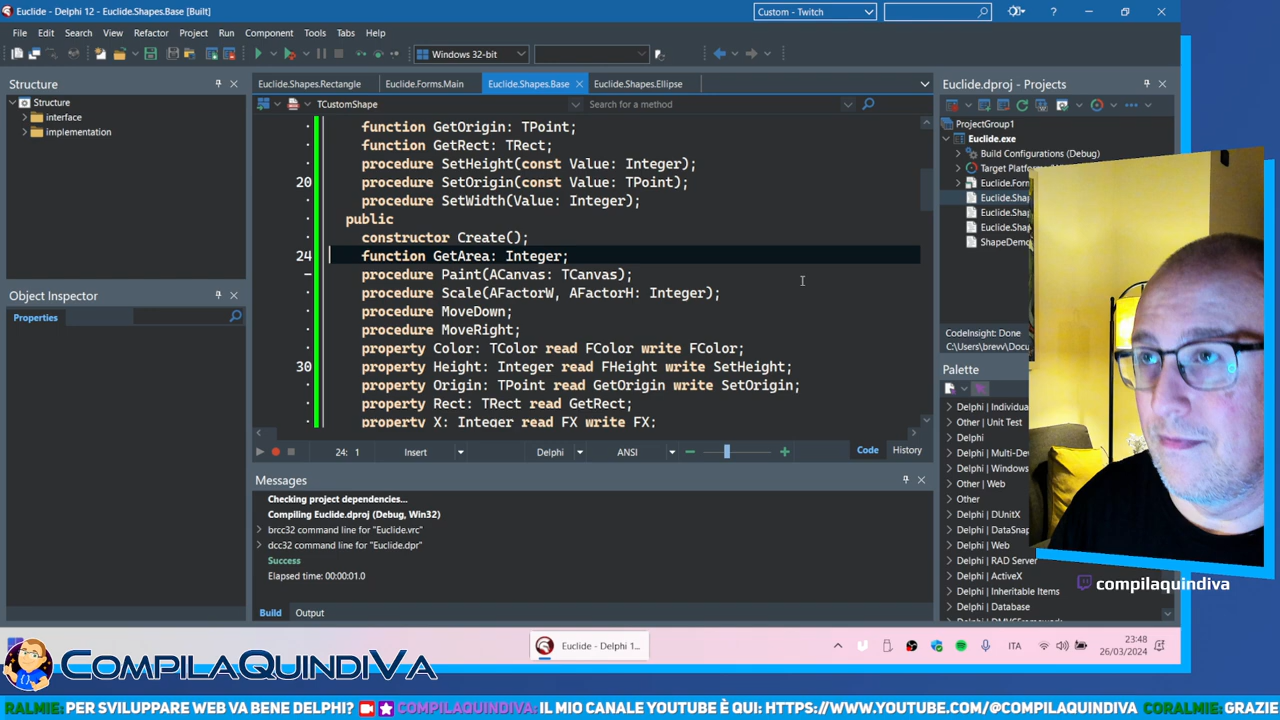 Euclide - Delphi 12 - Euclide.Shapes.Base [Built]
Custom - Twitch
?
File Edit Search View Refactor Project Run Component Tools Tabs Help
Windows 32-bit
Structure
Structure
interface
implementation
Object Inspector
Properties
Euclide.Shapes.Rectangle Euclide.Forms.Main Euclide.Shapes.Base Euclide.Shapes.Ellipse
TCustomShape Search for a method
function GetOrigin: TPoint;
function GetRect: TRect;
procedure SetHeight(const Value: Integer);
20 procedure SetOrigin(const Value: TPoint);
procedure SetWidth(Value: Integer);
public
constructor Create();
24 function GetArea: Integer;
procedure Paint(ACanvas: TCanvas);
procedure Scale(AFactorW, AFactorH: Integer);
procedure MoveDown;
procedure MoveRight;
property Color: TColor read FColor write FColor;
30 property Height: Integer read FHeight write SetHeight;
property Origin: TPoint read GetOrigin write SetOrigin;
property Rect: TRect read GetRect;
property X: Integer read FX write FX;
24: 1 Insert Delphi ANSI Code History
Messages
Checking project dependencies...
Compiling Euclide.dproj (Debug, Win32)
brcc32 command line for "Euclide.vrc"
dcc32 command line for "Euclide.dpr"
Success
Elapsed time: 00:00:01.0
Build Output
Euclide.dproj - Projects
ProjectGroup1
Euclide.exe
Build Configurations (Debug)
Target Platforms
Euclide.For
Euclide.Sha
Euclide.Sha
Euclide.Sha
ShapeDemo
CodeInsight: Done
C:\Users\brevv\Docu
Palette
Delphi | Individua
Other | Unit Test
Delphi
Delphi | Multi-Dev
Delphi | Windows
Other | Web
Other
Delphi | DUnitX
Delphi | DataSnap
Delphi | Web
Delphi | RAD Server
Delphi | ActiveX
Delphi | Inheritable Items
Delphi | Database
compilaquindiva
Euclide - Delphi 1...
ITA
23:48
26/03/2024
COMPILAQUINDIVA
RALMIE: PER SVILUPPARE WEB VA BENE DELPHI? COMPILAQUINDIVA: IL MIO CANALE YOUTUBE È QUI: HTTPS://WWW.YOUTUBE.COM/@COMPILAQUINDIVA CORALMIE: GRAZIE